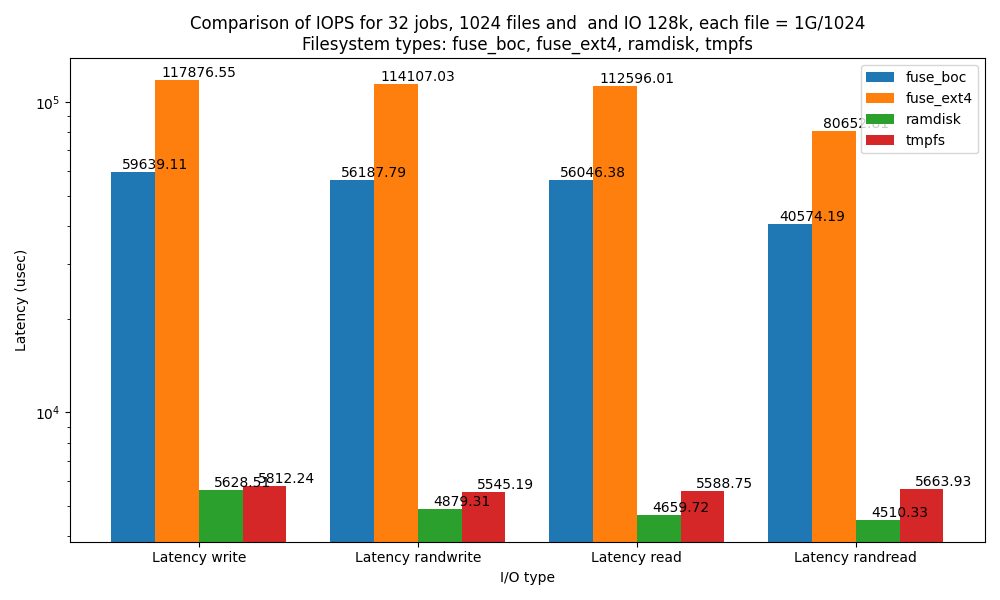 Comparison of IOPS for 32 jobs, 1024 files and  and IO 128k, each file = 1G/1024
Filesystem types: fuse_boc, fuse_ext4, ramdisk, tmpfs
fuse_boc
fuse_ext4
ramdisk
tmpfs
Latency (usec)
10⁵
10⁴
59639.11
117876.55
5628.51
5812.24
56187.79
114107.03
4879.31
5545.19
56046.38
112596.01
4659.72
5588.75
40574.19
4510.33
5663.93
Latency write
Latency randwrite
Latency read
Latency randread
I/O type